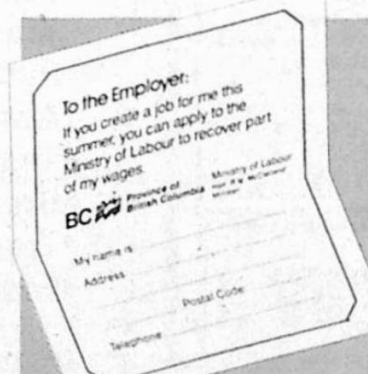 To the Employer:
If you create a job for me this
summer, you can apply to the
Ministry of Labour to recover part
of my wages.
BC Province of British Columbia
Ministry of Labour
Hon. R.H. McClelland
Minister
My name is
Address
Postal Code
Telephone